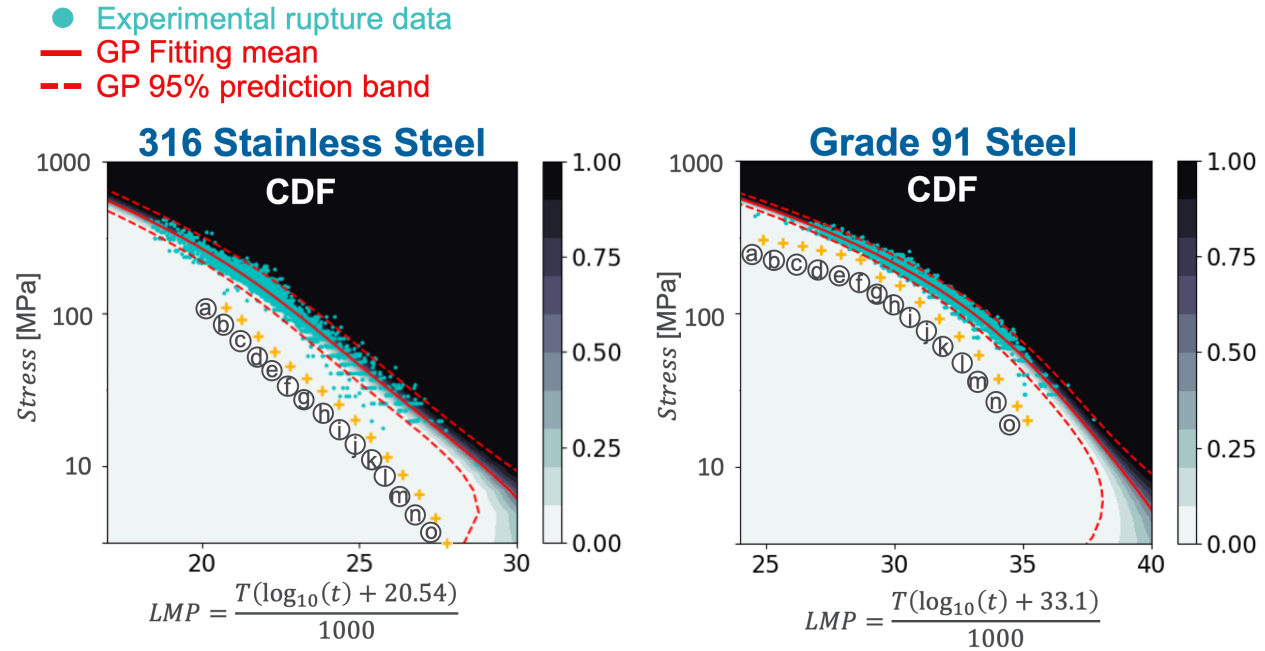 Experimental rupture data
GP Fitting mean
GP 95% prediction band
316 Stainless Steel
CDF
1000
100
10
Stress [MPa]
a
b
c
d
e
f
g
h
i
j
k
l
m
n
o
20
25
30
LMP = T(log10(t) + 20.54) / 1000
1.00
0.75
0.50
0.25
0.00
Grade 91 Steel
CDF
1000
100
10
Stress [MPa]
a
b
c
d
e
f
g
h
i
j
k
l
m
n
o
25
30
35
40
LMP = T(log10(t) + 33.1) / 1000
1.00
0.75
0.50
0.25
0.00